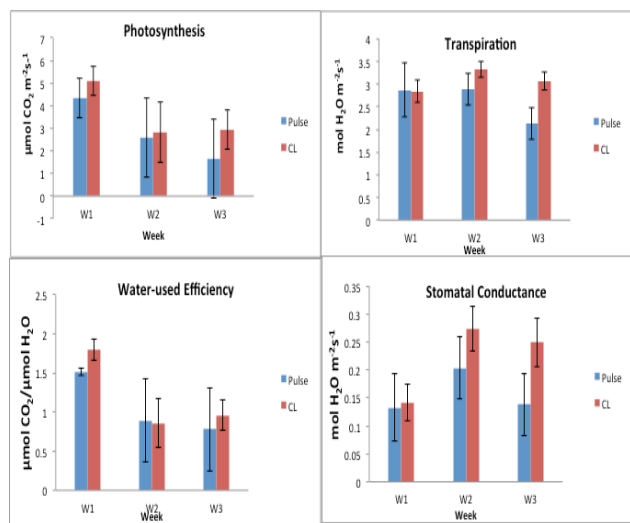 Photosynthesis
µmol CO₂ m⁻²s⁻¹
7
6
5
4
3
2
1
0
-1
W1 W2 W3
Week
Pulse
CL
Transpiration
mol H₂O m⁻²s⁻¹
4
3.5
3
2.5
2
1.5
1
0.5
0
W1 W2 W3
Week
Pulse
CL
Water-used Efficiency
µmol CO₂/µmol H₂O
2.5
2
1.5
1
0.5
0
W1 W2 W3
Week
Pulse
CL
Stomatal Conductance
mol H₂O m⁻²s⁻¹
0.35
0.3
0.25
0.2
0.15
0.1
0.05
0
W1 W2 W3
Week
Pulse
CL